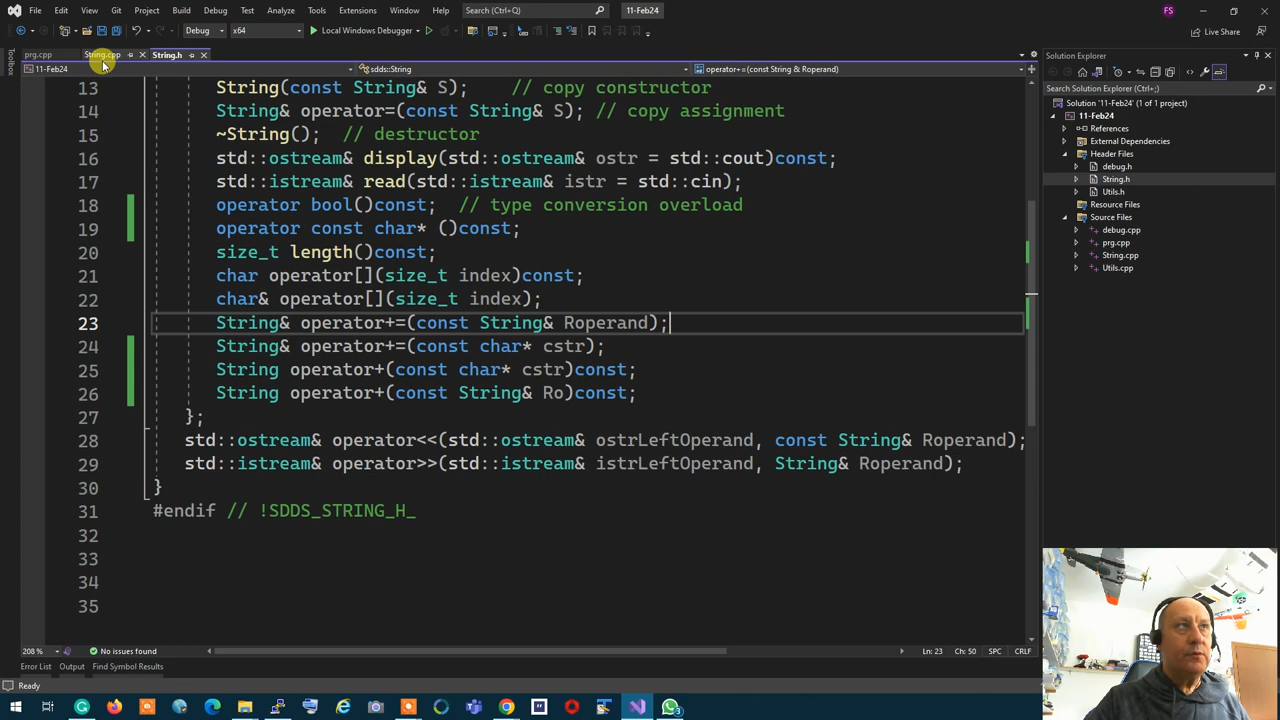 File Edit View Git Project Build Debug Test Analyze Tools Extensions Window Help Search (Ctrl+Q) 11-Feb24 FS
Debug x64 Local Windows Debugger Live Share
prg.cpp String.cpp String.h
11-Feb24 sdds::String operator+=(const String & Roperand)
Toolbox
13 String(const String& S); // copy constructor
14 String& operator=(const String& S); // copy assignment
15 ~String(); // destructor
16 std::ostream& display(std::ostream& ostr = std::cout)const;
17 std::istream& read(std::istream& istr = std::cin);
18 operator bool()const; // type conversion overload
19 operator const char* ()const;
20 size_t length()const;
21 char operator[](size_t index)const;
22 char& operator[](size_t index);
23 String& operator+=(const String& Roperand);
24 String& operator+=(const char* cstr);
25 String operator+(const char* cstr)const;
26 String operator+(const String& Ro)const;
27 };
28 std::ostream& operator<<(std::ostream& ostrLeftOperand, const String& Roperand);
29 std::istream& operator>>(std::istream& istrLeftOperand, String& Roperand);
30 }
31 #endif // !SDDS_STRING_H_
32
33
34
35
Solution Explorer
Search Solution Explorer (Ctrl+;)
Solution '11-Feb24' (1 of 1 project)
11-Feb24
References
External Dependencies
Header Files
debug.h
String.h
Utils.h
Resource Files
Source Files
debug.cpp
prg.cpp
String.cpp
Utils.cpp
208 % No issues found Ln: 23 Ch: 50 SPC CRLF
Error List Output Find Symbol Results
Ready